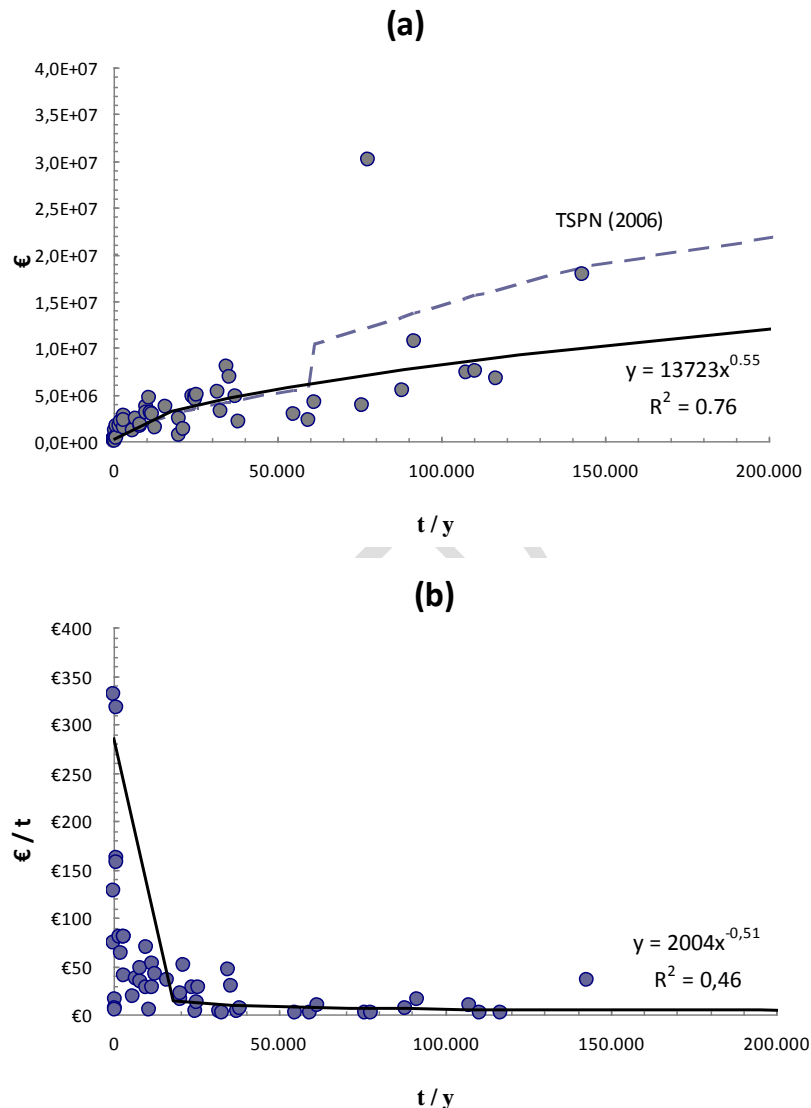 (a)
4,0E+07
3,5E+07
3,0E+07
2,5E+07
2,0E+07
1,5E+07
1,0E+07
5,0E+06
0,0E+00
€
TSPN (2006)
y = 13723x^0.55
R² = 0.76
0
50.000
100.000
150.000
200.000
t / y
(b)
€400
€350
€300
€250
€200
€150
€100
€50
€0
€ / t
y = 2004x^-0,51
R² = 0,46
0
50.000
100.000
150.000
200.000
t / y